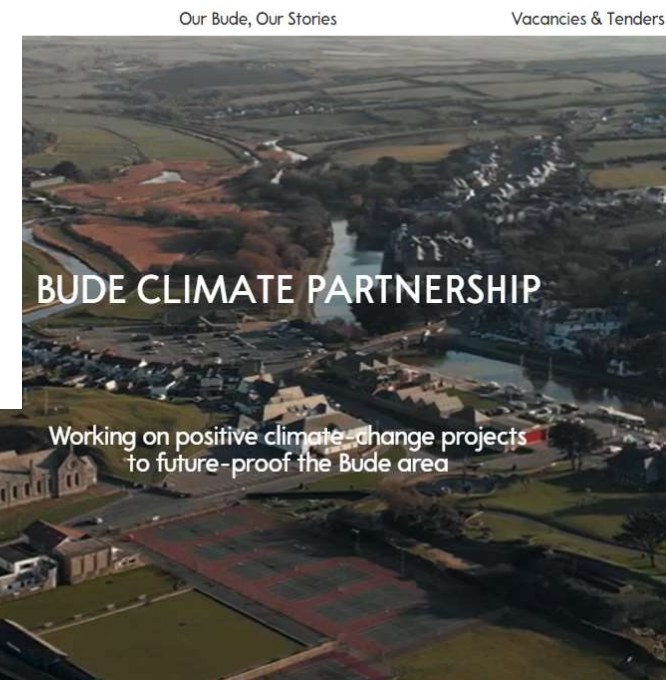 Our Bude, Our Stories
Vacancies & Tenders
BUDE CLIMATE PARTNERSHIP
Working on positive climate-change projects
to future-proof the Bude area